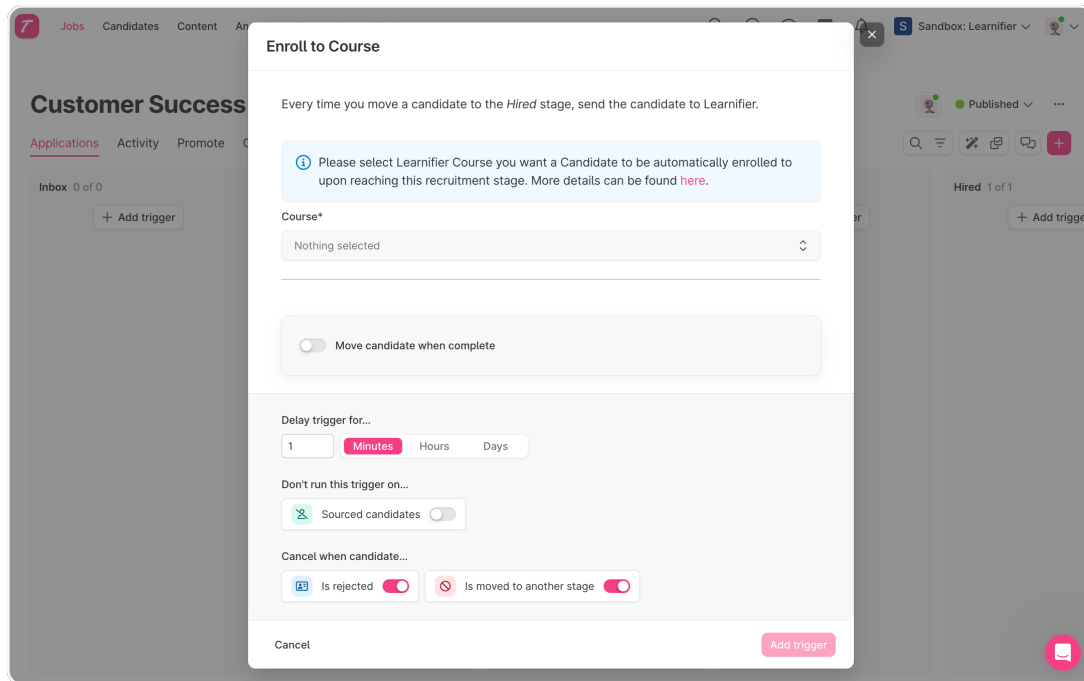 Jobs Candidates Content An
S Sandbox: Learnifier
Enroll to Course
Customer Success
Published
Every time you move a candidate to the Hired stage, send the candidate to Learnifier.
Applications Activity Promote
Please select Learnifier Course you want a Candidate to be automatically enrolled to
upon reaching this recruitment stage. More details can be found here.
Inbox 0 of 0
Hired 1 of 1
+ Add trigger
er
+ Add trigge
Course*
Nothing selected
Move candidate when complete
Delay trigger for...
1 Minutes Hours Days
Don't run this trigger on...
Sourced candidates
Cancel when candidate...
Is rejected
Is moved to another stage
Cancel
Add trigger